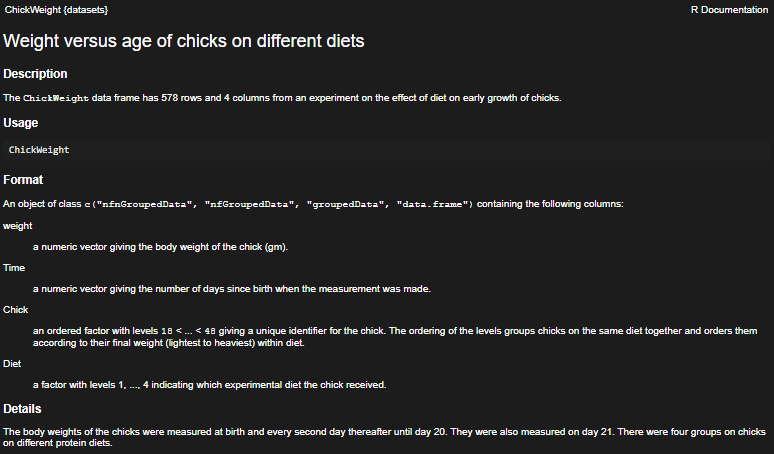 ChickWeight {datasets}
R Documentation
Weight versus age of chicks on different diets
Description
The ChickWeight data frame has 578 rows and 4 columns from an experiment on the effect of diet on early growth of chicks.
Usage
ChickWeight
Format
An object of class c("nfnGroupedData", "nfGroupedData", "groupedData", "data.frame") containing the following columns:
weight
a numeric vector giving the body weight of the chick (gm).
Time
a numeric vector giving the number of days since birth when the measurement was made.
Chick
an ordered factor with levels 18 < ... < 48 giving a unique identifier for the chick. The ordering of the levels groups chicks on the same diet together and orders them
according to their final weight (lightest to heaviest) within diet.
Diet
a factor with levels 1, ..., 4 indicating which experimental diet the chick received.
Details
The body weights of the chicks were measured at birth and every second day thereafter until day 20. They were also measured on day 21. There were four groups on chicks
on different protein diets.